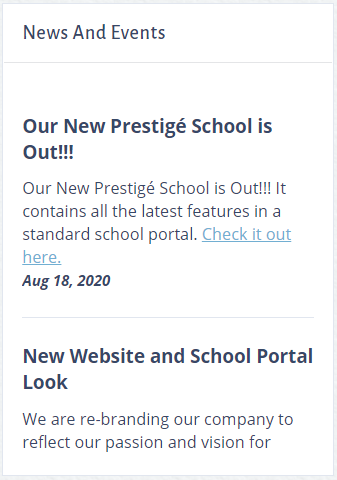 News And Events
Our New Prestigé School is
Out!!!
Our New Prestigé School is Out!!! It
contains all the latest features in a
standard school portal. Check it out
here.
Aug 18, 2020
New Website and School Portal
Look
We are re-branding our company to
reflect our passion and vision for